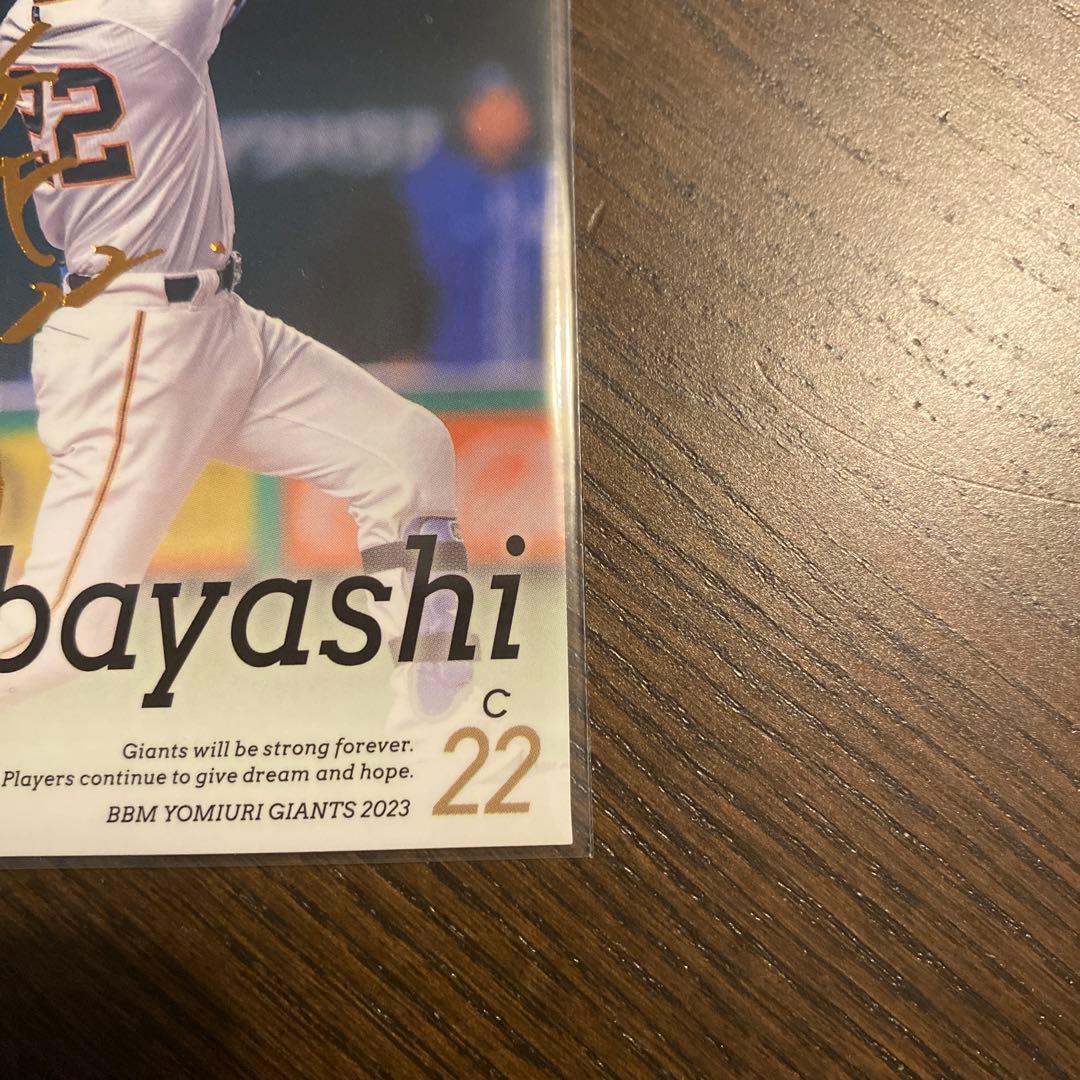 22
bayashi
C
22
Giants will be strong forever.
Players continue to give dream and hope.
BBM YOMIURI GIANTS 2023